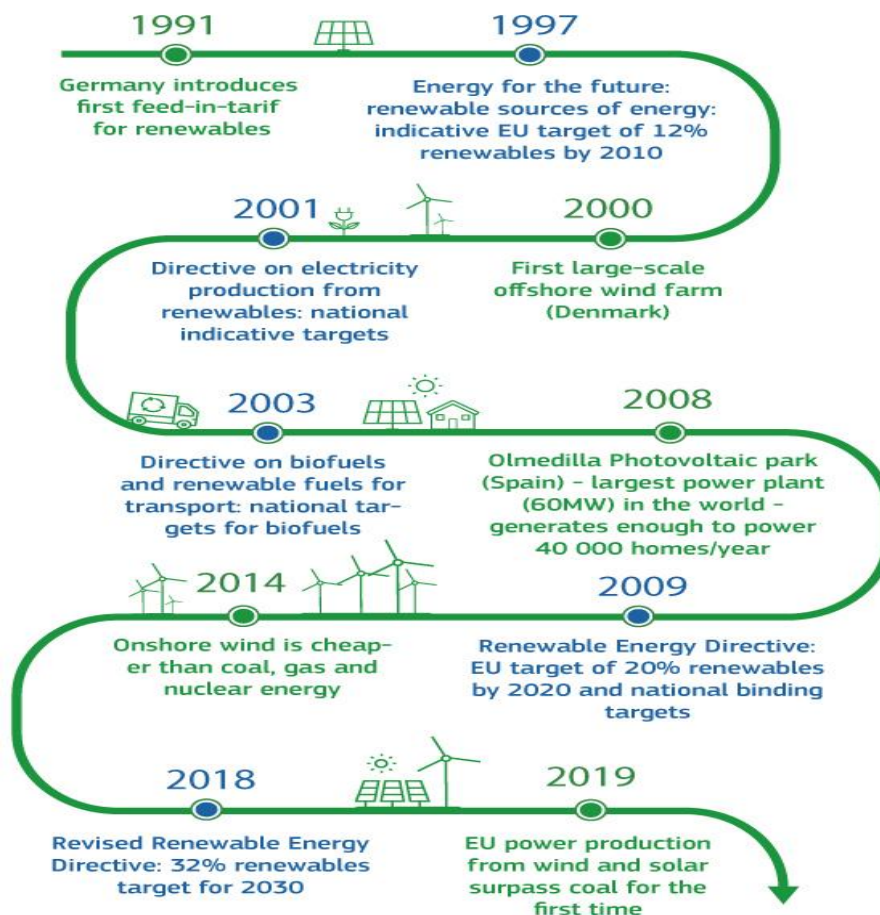 1991
Germany introduces
first feed-in-tarif
for renewables
1997
Energy for the future:
renewable sources of energy:
indicative EU target of 12%
renewables by 2010
2000
First large-scale
offshore wind farm
(Denmark)
2001
Directive on electricity
production from
renewables: national
indicative targets
2003
Directive on biofuels
and renewable fuels for
transport: national tar-
gets for biofuels
2008
Olmedilla Photovoltaic park
(Spain) - largest power plant
(60MW) in the world -
generates enough to power
40 000 homes/year
2009
Renewable Energy Directive:
EU target of 20% renewables
by 2020 and national binding
targets
2014
Onshore wind is cheap-
er than coal, gas and
nuclear energy
2018
Revised Renewable Energy
Directive: 32% renewables
target for 2030
2019
EU power production
from wind and solar
surpass coal for the
first time